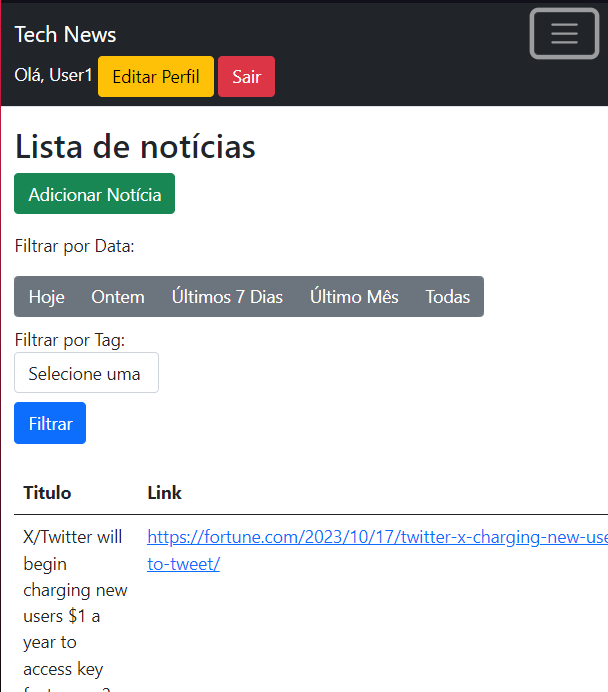 Tech News
Olá, User1 Editar Perfil Sair
Lista de notícias
Adicionar Notícia
Filtrar por Data:
Hoje Ontem Últimos 7 Dias Último Mês Todas
Filtrar por Tag:
Selecione uma
Filtrar
Titulo Link
X/Twitter will https://fortune.com/2023/10/17/twitter-x-charging-new-use
begin to-tweet/
charging new
users $1 a
year to
access key